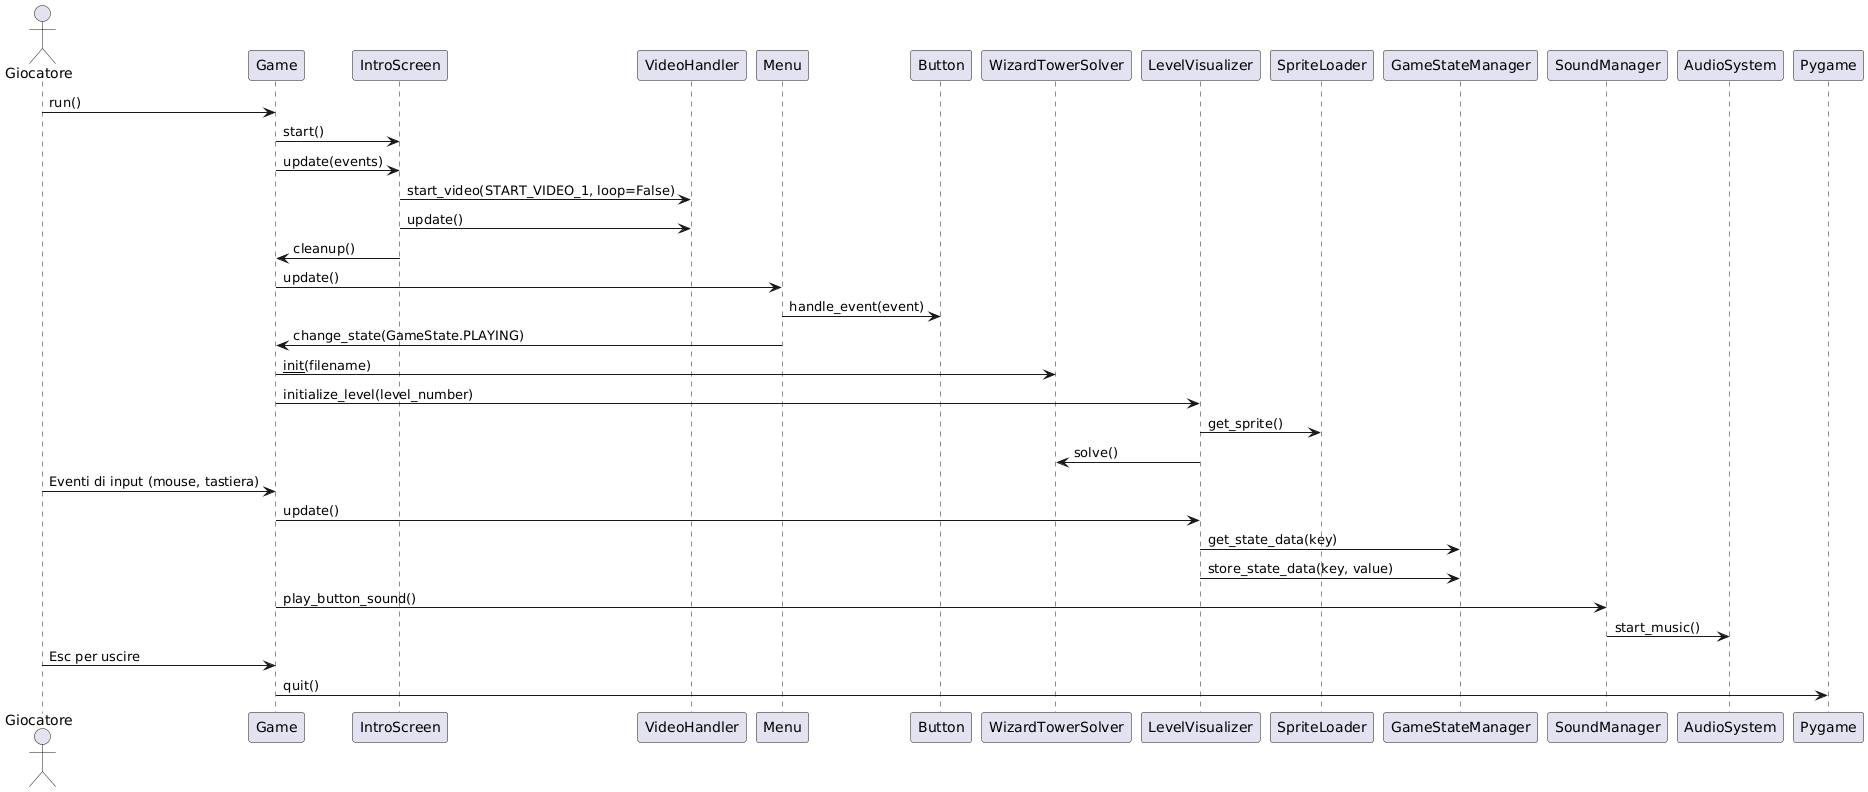 Giocatore
Game
IntroScreen
VideoHandler
Menu
Button
WizardTowerSolver
LevelVisualizer
SpriteLoader
GameStateManager
SoundManager
AudioSystem
Pygame
run()
start()
update(events)
start_video(START_VIDEO_1, loop=False)
update()
cleanup()
update()
handle_event(event)
change_state(GameState.PLAYING)
init(filename)
initialize_level(level_number)
get_sprite()
solve()
Eventi di input (mouse, tastiera)
update()
get_state_data(key)
store_state_data(key, value)
play_button_sound()
start_music()
Esc per uscire
quit()
Giocatore
Game
IntroScreen
VideoHandler
Menu
Button
WizardTowerSolver
LevelVisualizer
SpriteLoader
GameStateManager
SoundManager
AudioSystem
Pygame